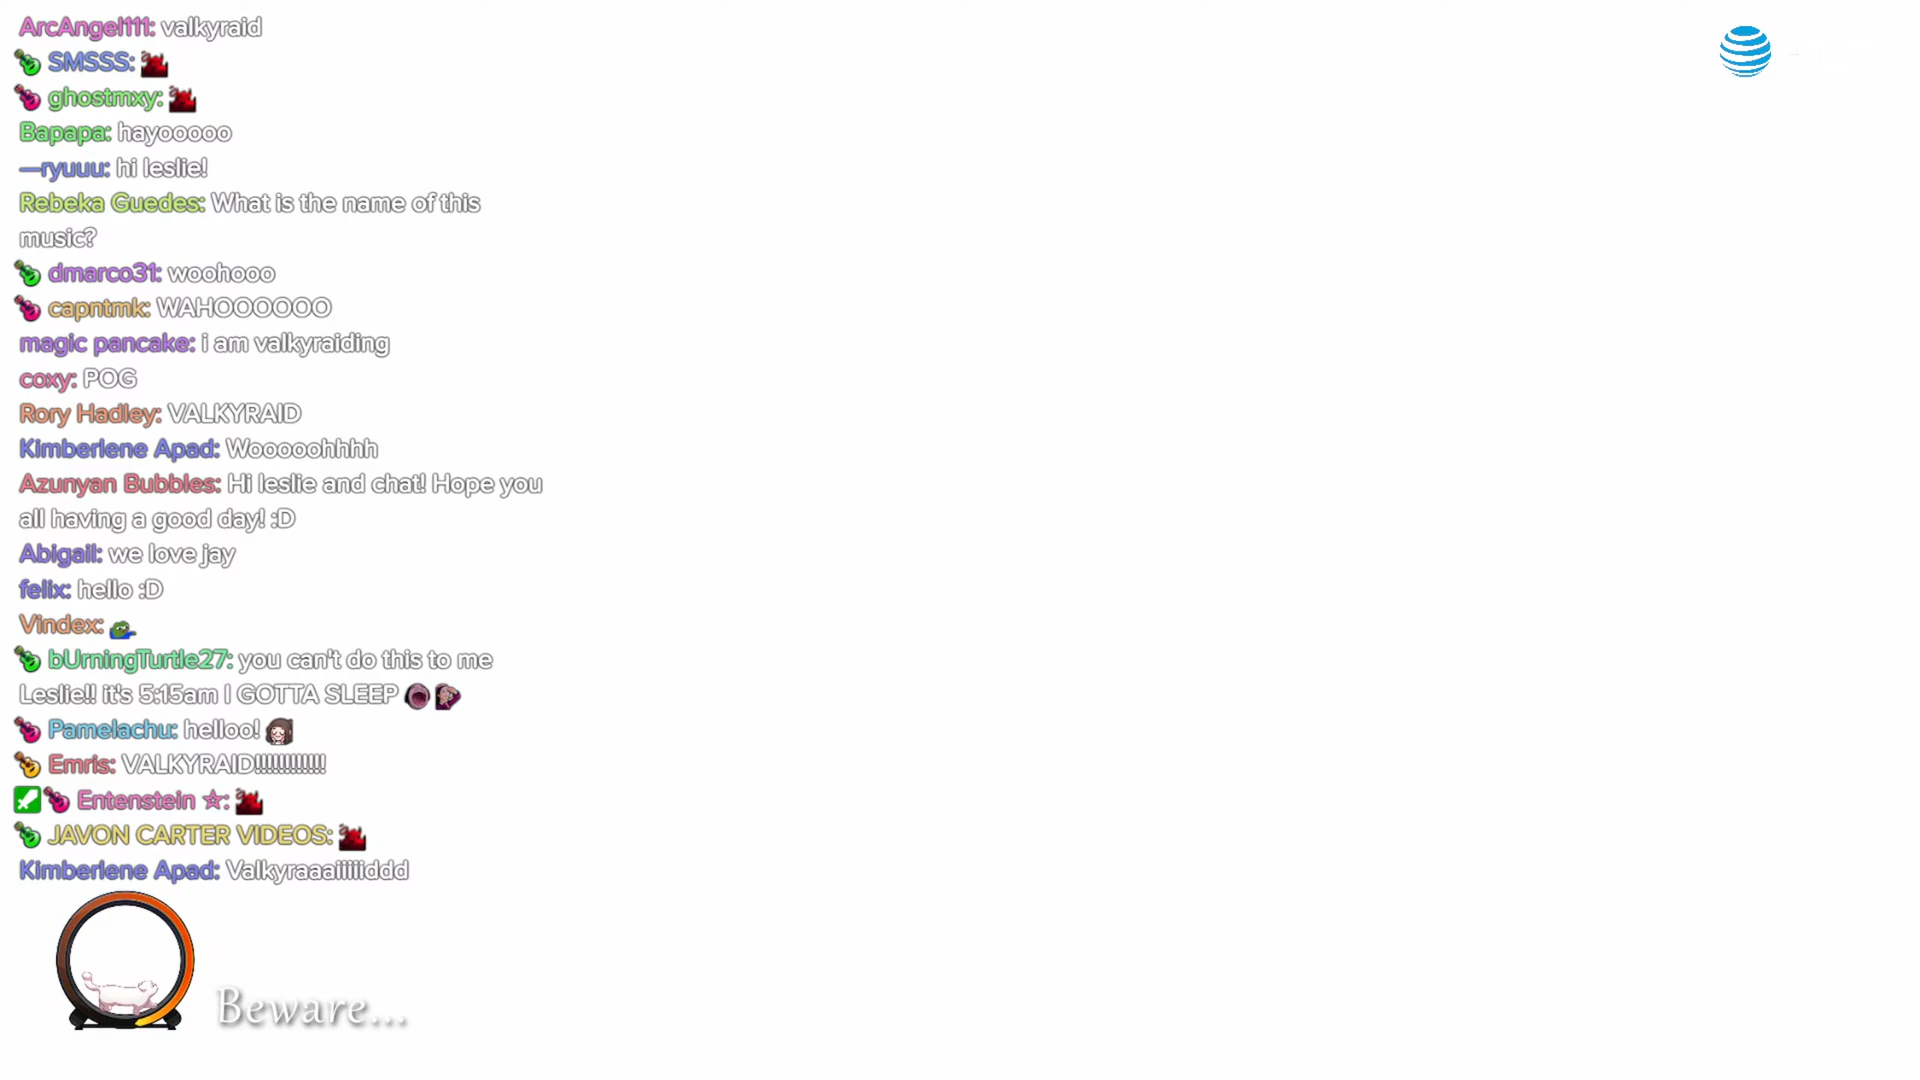 ArcAngel111: valkyraid
SMSSS:
ghostmxy:
Bapapa: hayooooo
—ryuuu: hi leslie!
Rebeka Guedes: What is the name of this
music?
dmarco31: woohooo
capntmk: WAHOOOOOO
magic pancake: i am valkyraiding
coxy: POG
Rory Hadley: VALKYRAID
Kimberlene Apad: Wooooohhhh
Azunyan Bubbles: Hi leslie and chat! Hope you
all having a good day! :D
Abigail: we love jay
felix: hello :D
Vindex:
bUrningTurtle27: you can't do this to me
Leslie!! it's 5:15am I GOTTA SLEEP
Pamelachu: helloo!
Emris: VALKYRAID!!!!!!!!!!!!
Entenstein ☆:
JAVON CARTER VIDEOS:
Kimberlene Apad: Valkyraaaiiiiiddd
Beware...